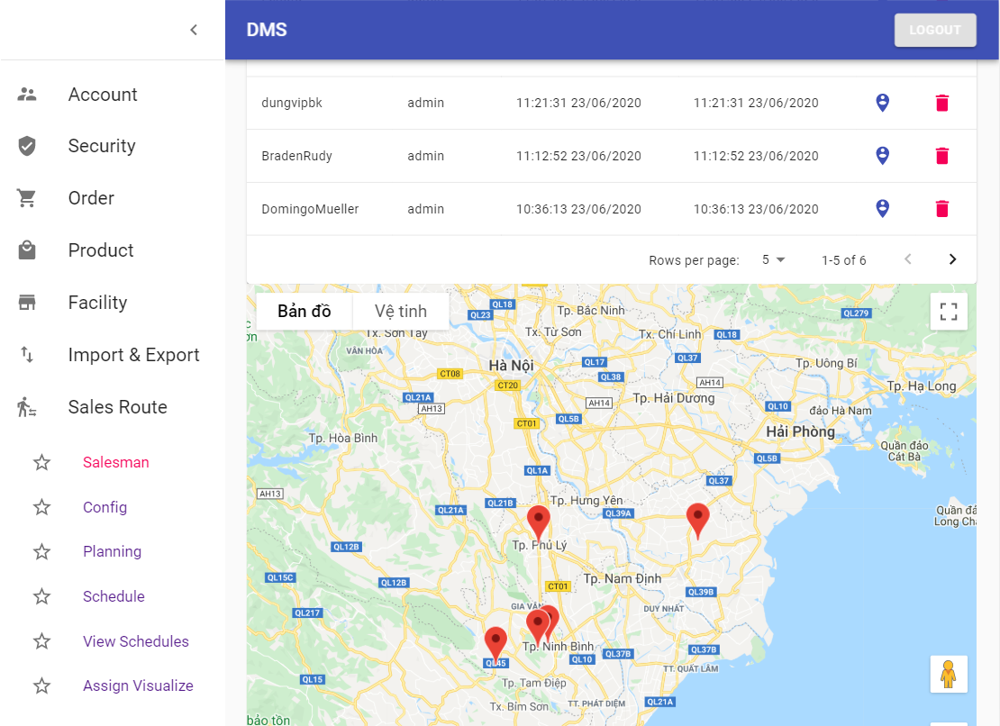 DMS
LOGOUT
Account
Security
Order
Product
Facility
Import & Export
Sales Route
Salesman
Config
Planning
Schedule
View Schedules
Assign Visualize
dungvipbk admin 11:21:31 23/06/2020 11:21:31 23/06/2020
BradenRudy admin 11:12:52 23/06/2020 11:12:52 23/06/2020
DomingoMueller admin 10:36:13 23/06/2020 10:36:13 23/06/2020
Rows per page: 5 1-5 of 6
Bản đồ Vệ tinh
QL18
QL23
Tp. Bắc Ninh
QL279
Tx. Sơn Tây
Tx. Từ Sơn
Tx. Chí Linh
QL18
VÂN HÒA
Hà Nội
QL17
QL37
Tp. Uông Bí
CT08
QL38
CT20
AH14
Tp. Hạ Long
QL21A
AH13
AH14
Tp. Hải Dương
QL10
đảo Hà Nam
CT01
QL5B
Hải Phòng
Tp. Hòa Bình
Quần đảo
Cát Bà
QL5B
QL1A
QL37
AH13
QL21A
QL21B
Tp. Hưng Yên
QL39A
Quần đả
Long Châ
QL12B
Tp. Phủ Lý
QL15C
QL12B
CT01
Tp. Nam Định
QL39B
QL217
GIA VÂN
DUY NHẤT
Tp. Ninh Bình
QL45
QL10
QL37B
QL37B
QL15
Tp. Tam Điệp
TT. QUẤT LÂM
Tx. Bỉm Sơn
TT. PHÁT DIỆM
QL21A
bảo tồn